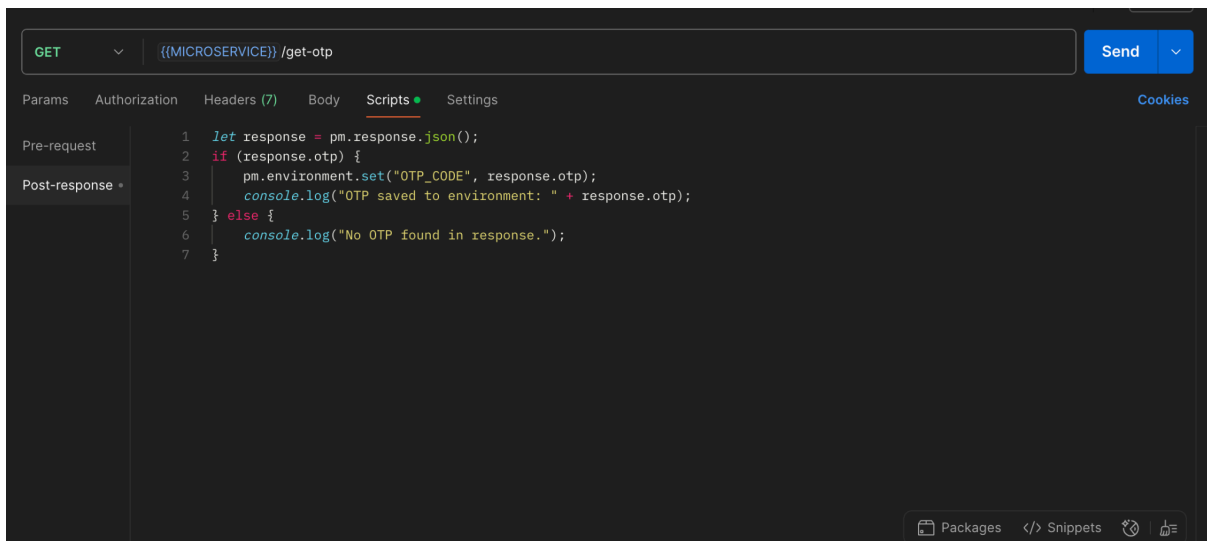 GET {{MICROSERVICE}} /get-otp Send
Params Authorization Headers (7) Body Scripts Settings Cookies
Pre-request
Post-response
1 let response = pm.response.json();
2 if (response.otp) {
3 pm.environment.set("OTP_CODE", response.otp);
4 console.log("OTP saved to environment: " + response.otp);
5 } else {
6 console.log("No OTP found in response.");
7 }
Packages </> Snippets